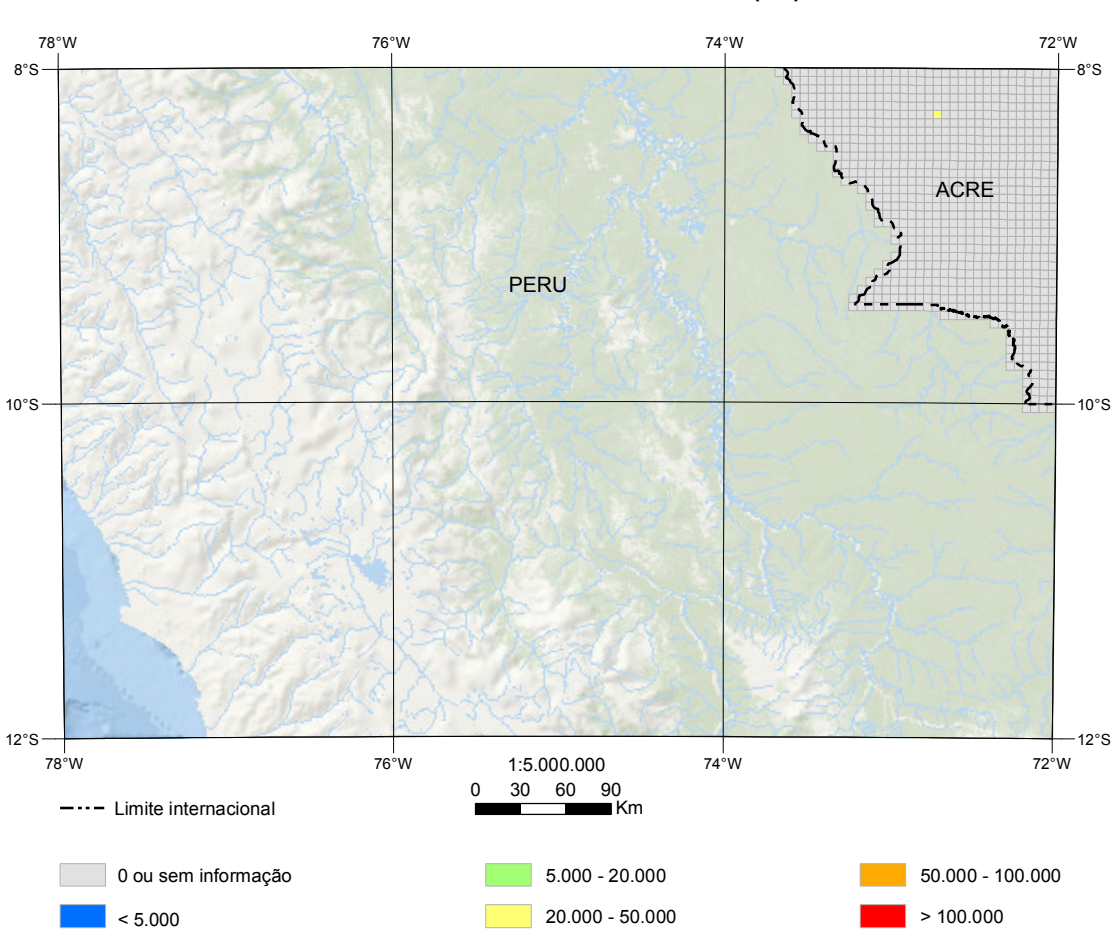 78°W 76°W 74°W 72°W
8°S 8°S
ACRE
PERU
10°S 10°S
12°S 12°S
78°W 76°W 74°W 72°W
1:5.000.000
0 30 60 90
Km
Limite internacional
0 ou sem informação 5.000 - 20.000 50.000 - 100.000
< 5.000 20.000 - 50.000 > 100.000